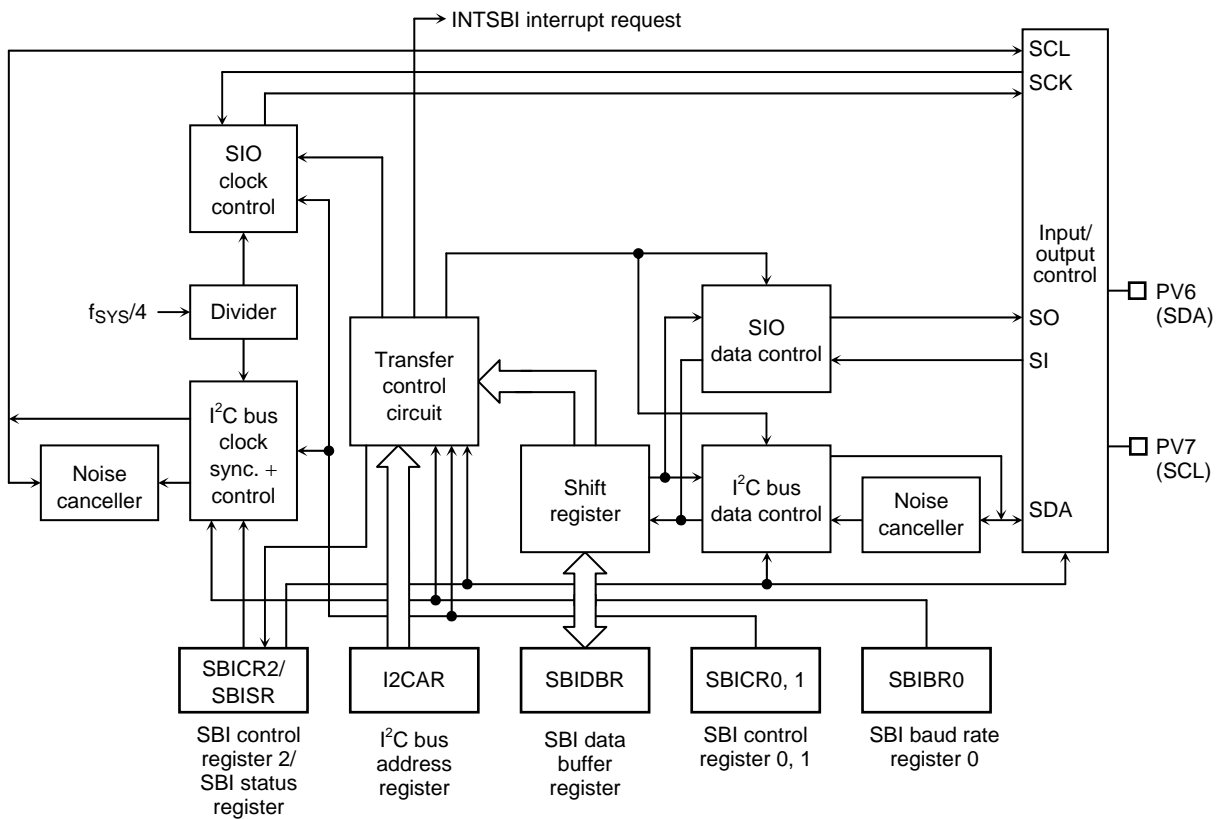 INTSBI interrupt request
SCL
SCK
SIO
clock
control
Input/
output
control
fSYS/4
Divider
PV6
(SDA)
SIO
data control
SO
SI
Transfer
control
circuit
I²C bus
clock
sync. +
control
Noise
canceller
Shift
register
I²C bus
data control
Noise
canceller
SDA
PV7
(SCL)
SBICR2/
SBISR
I2CAR
SBIDBR
SBICR0, 1
SBIBR0
SBI control
register 2/
SBI status
register
I²C bus
address
register
SBI data
buffer
register
SBI control
register 0, 1
SBI baud rate
register 0